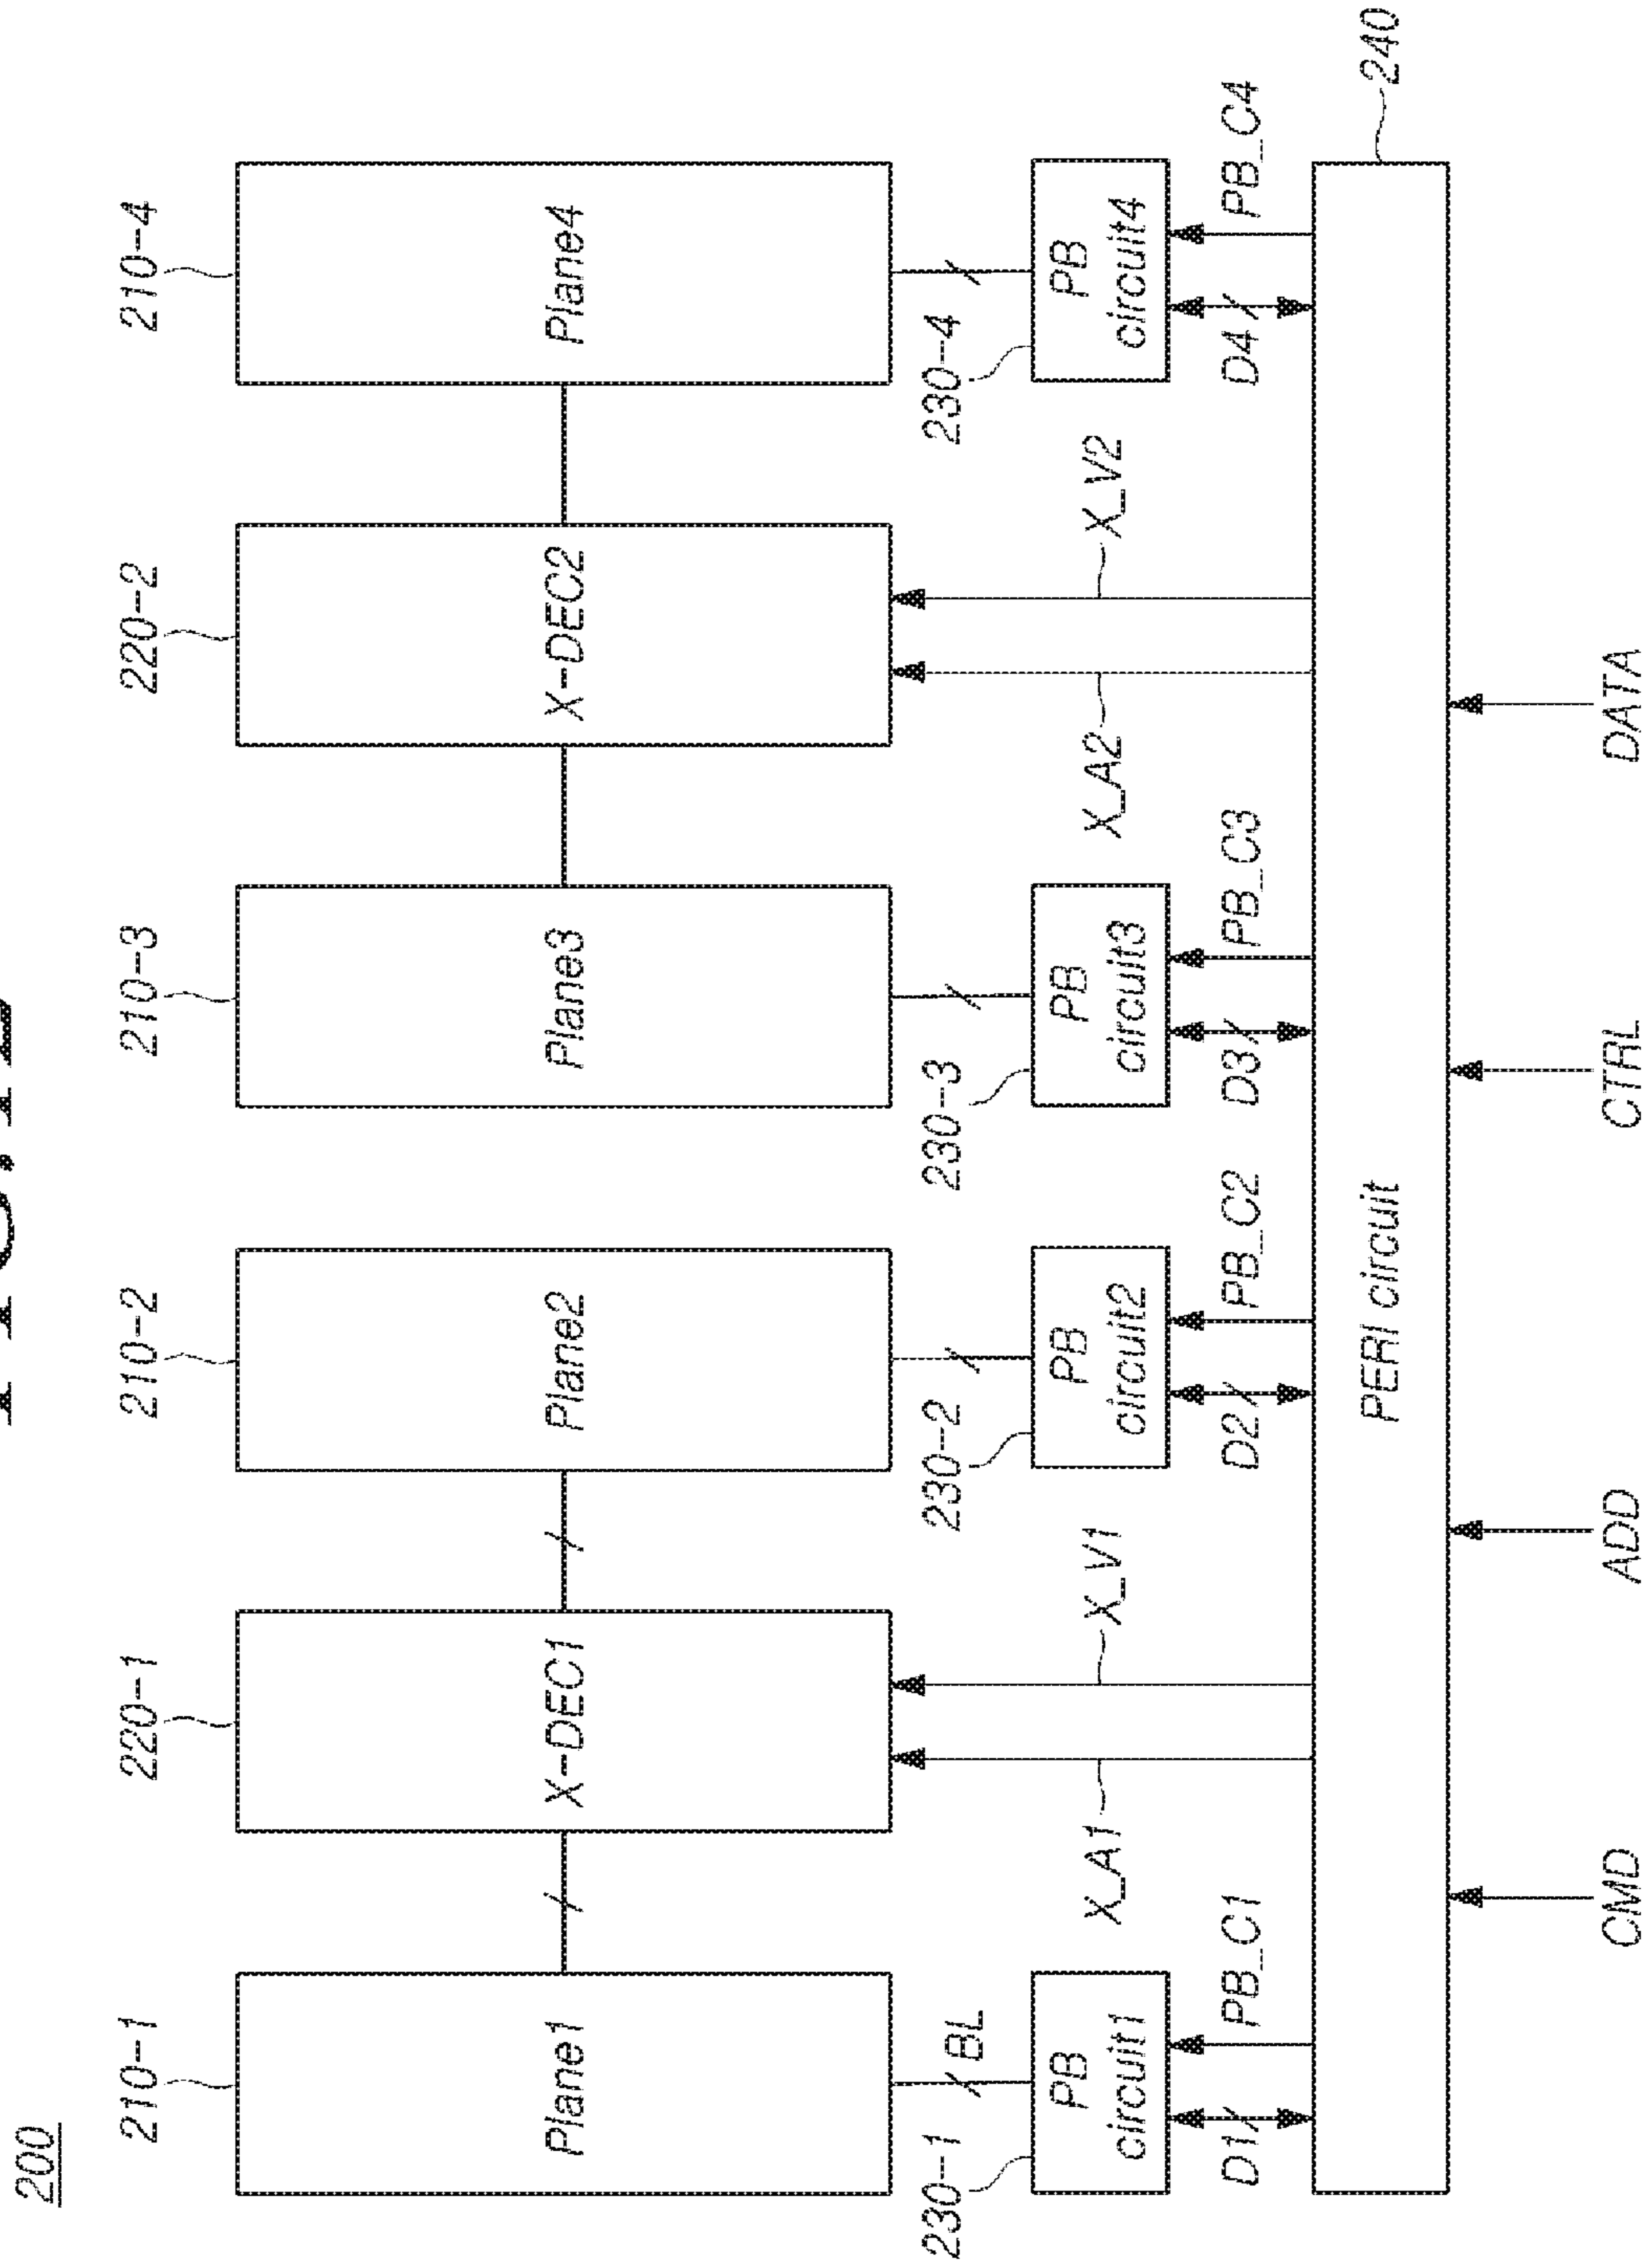 200
210-1
220-1
210-2
210-3
220-2
210-4
Plane1
X-DEC1
Plane2
Plane3
X-DEC2
Plane4
BL
230-1
230-2
230-3
230-4
PB
circuit1
PB
circuit2
PB
circuit3
PB
circuit4
X_A1
X_V1
X_A2
X_V2
D1
PB_C1
D2
PB_C2
D3
PB_C3
D4
PB_C4
PERI circuit
240
CMD
ADD
CTRL
DATA